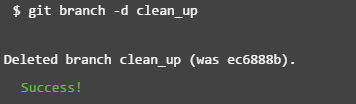 $ git branch -d clean_up
Deleted branch clean_up (was ec6888b).
Success!